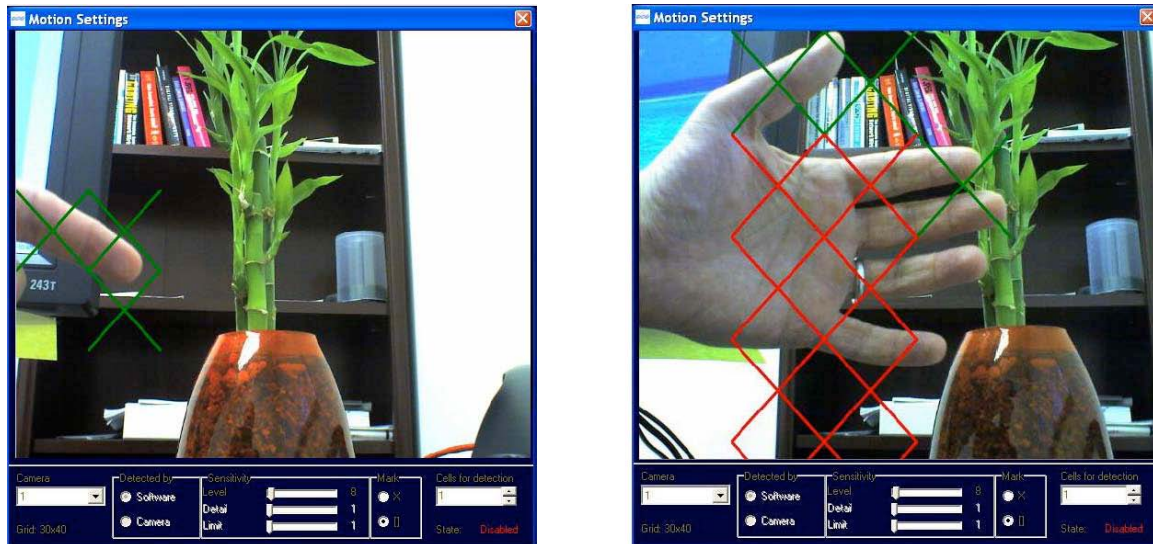 Motion Settings
243T
Camera
1
Grid: 30x40
Detected by
Software
Camera
Sensitivity
Level 8
Detail 1
Limit 1
Mark
X
[]
Cells for detection
1
State: Disabled
Motion Settings
Camera
1
Grid: 30x40
Detected by
Software
Camera
Sensitivity
Level 8
Detail 1
Limit 1
Mark
X
[]
Cells for detection
1
State: Disabled